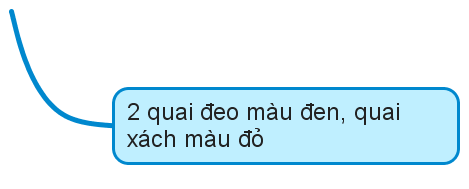 2 quai đeo màu đen, quai
xách màu đỏ